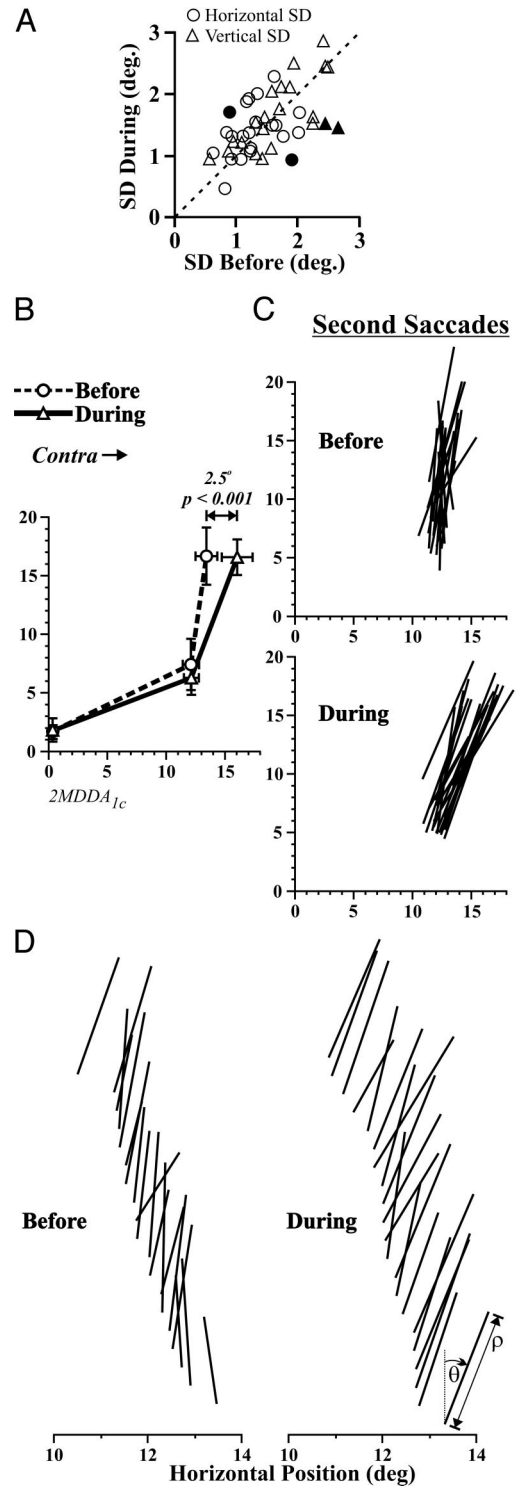 A
○ Horizontal SD
△ Vertical SD
SD During (deg.)
3
2
1
0
0 1 2 3
SD Before (deg.)
B
Before
During
Contra →
2.5°
p < 0.001
20
15
10
5
0
0 5 10 15
2MDDA1c
C
Second Saccades
Before
20
15
10
5
0
0 5 10 15
During
20
15
10
5
0
0 5 10 15
D
Before
During
θ
ρ
10 12 14
10 12 14
Horizontal Position (deg)